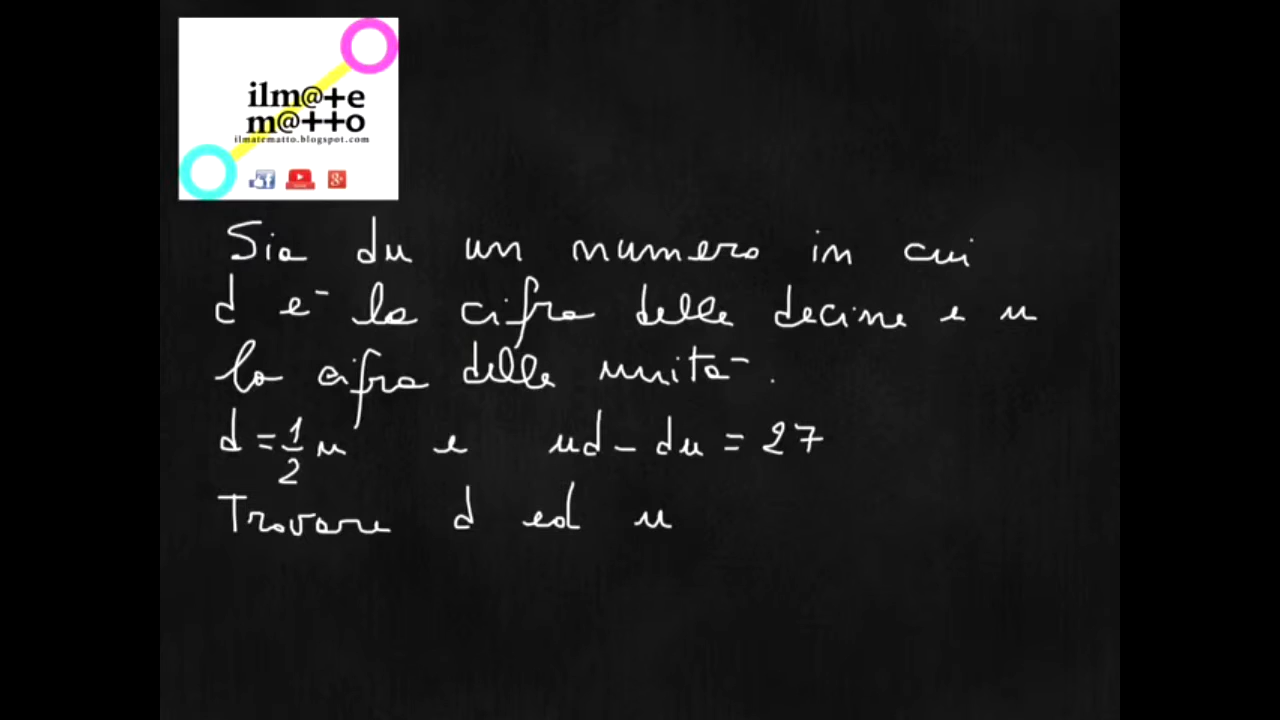 ilm@+e
m@++o
ilmatematto.blogspot.com
f
g+
Sia du un numero in cui
d è la cifra delle decine e u
la cifra delle unità.
d = 1/2 u e ud - du = 27
Trovare d ed u